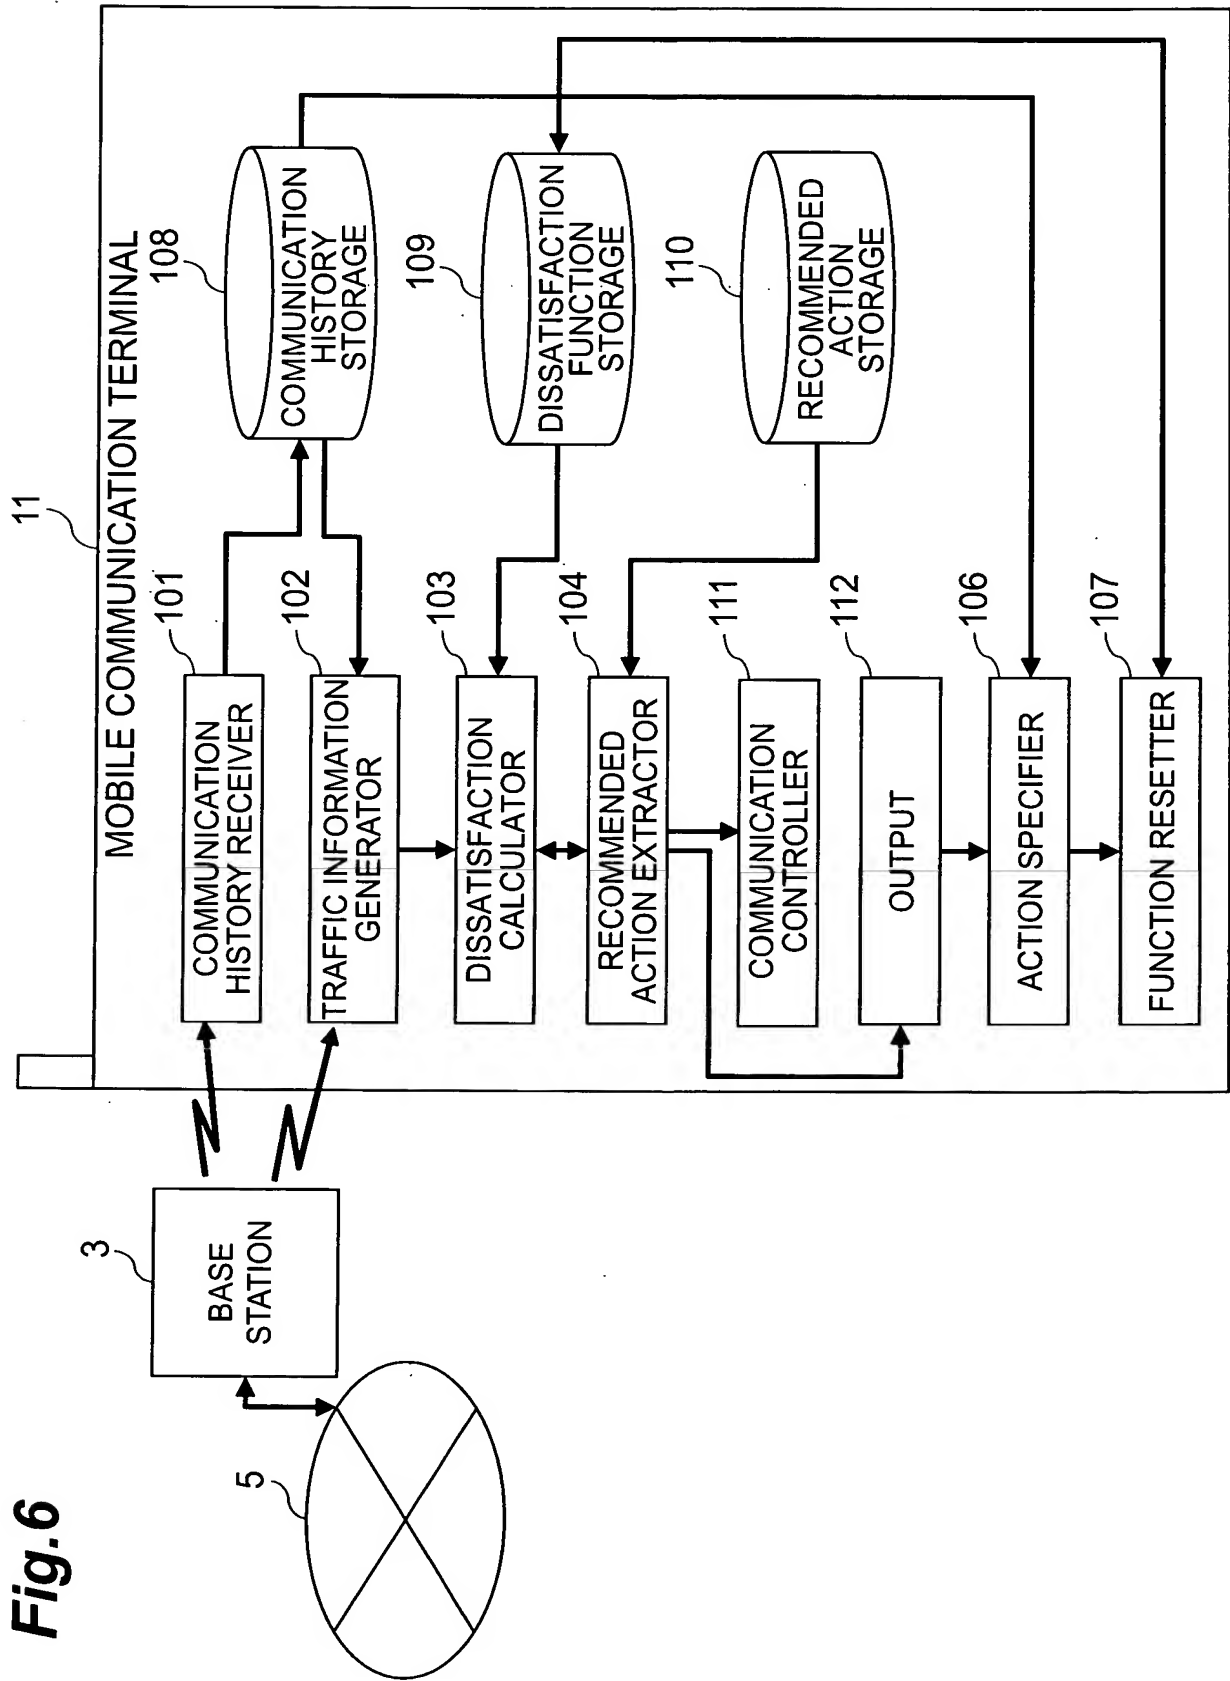 Fig.6
5
3
BASE
STATION
11
MOBILE COMMUNICATION TERMINAL
101
COMMUNICATION
HISTORY RECEIVER
102
TRAFFIC INFORMATION
GENERATOR
103
DISSATISFACTION
CALCULATOR
104
RECOMMENDED
ACTION EXTRACTOR
111
COMMUNICATION
CONTROLLER
112
OUTPUT
106
ACTION SPECIFIER
107
FUNCTION RESETTER
108
COMMUNICATION
HISTORY
STORAGE
109
DISSATISFACTION
FUNCTION
STORAGE
110
RECOMMENDED
ACTION
STORAGE